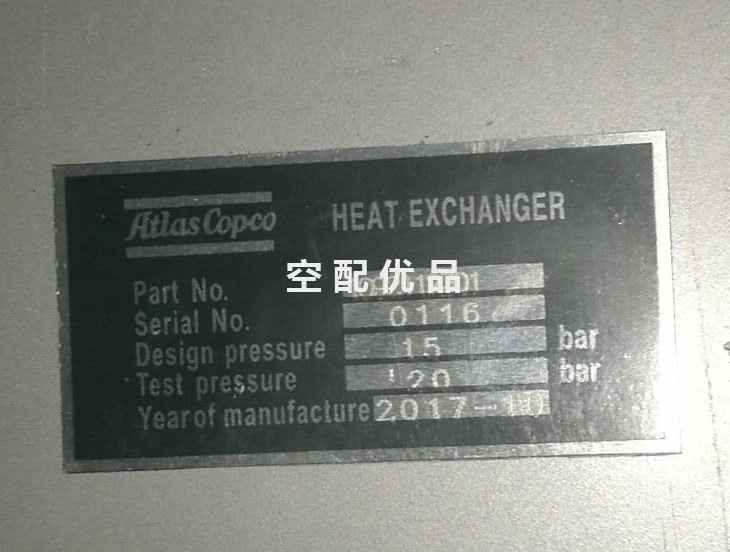 Atlas Copco
HEAT EXCHANGER
空配优品
Part No.
Serial No. 0116
Design pressure 15 bar
Test pressure 20 bar
Year of manufacture 2017-10